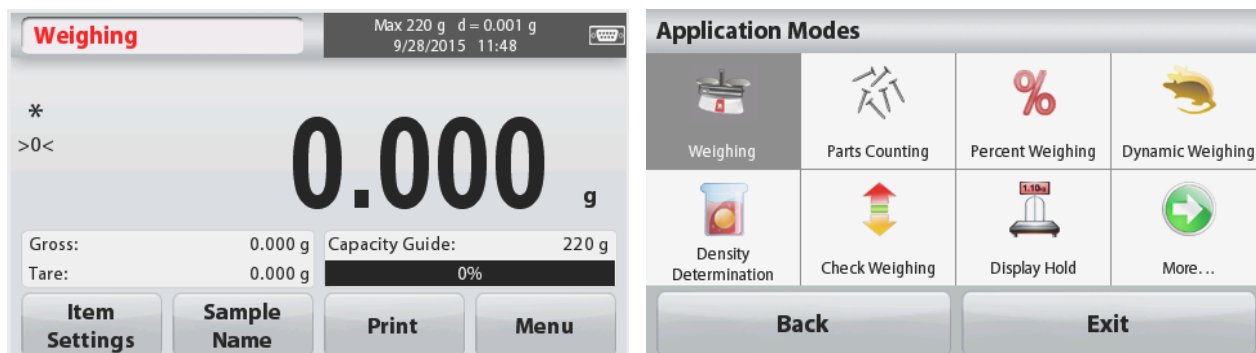 Weighing
Max 220 g d = 0.001 g
9/28/2015 11:48
*
>0<
0.000 g
Gross: 0.000 g
Tare: 0.000 g
Capacity Guide: 220 g
0%
Item
Settings
Sample
Name
Print
Menu
Application Modes
Weighing
Parts Counting
Percent Weighing
Dynamic Weighing
Density
Determination
Check Weighing
1.10kg
Display Hold
More...
Back
Exit